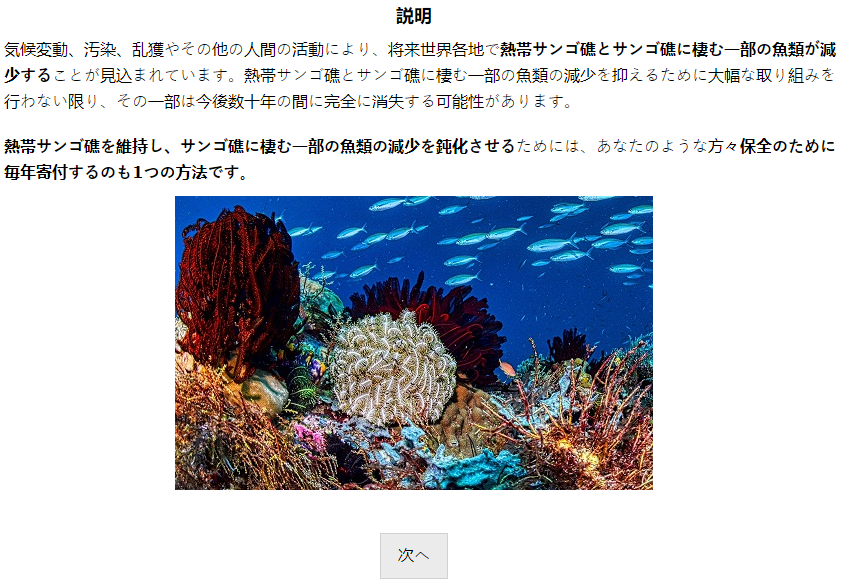 説明
気候変動、汚染、乱獲やその他の人間の活動により、将来世界各地で熱帯サンゴ礁とサンゴ礁に棲む一部の魚類が減
少することが見込まれています。熱帯サンゴ礁とサンゴ礁に棲む一部の魚類の減少を抑えるために大幅な取り組みを
行わない限り、その一部は今後数十年の間に完全に消失する可能性があります。
熱帯サンゴ礁を維持し、サンゴ礁に棲む一部の魚類の減少を鈍化させるためには、あなたのような方々保全のために
毎年寄付するのも1つの方法です。
次へ